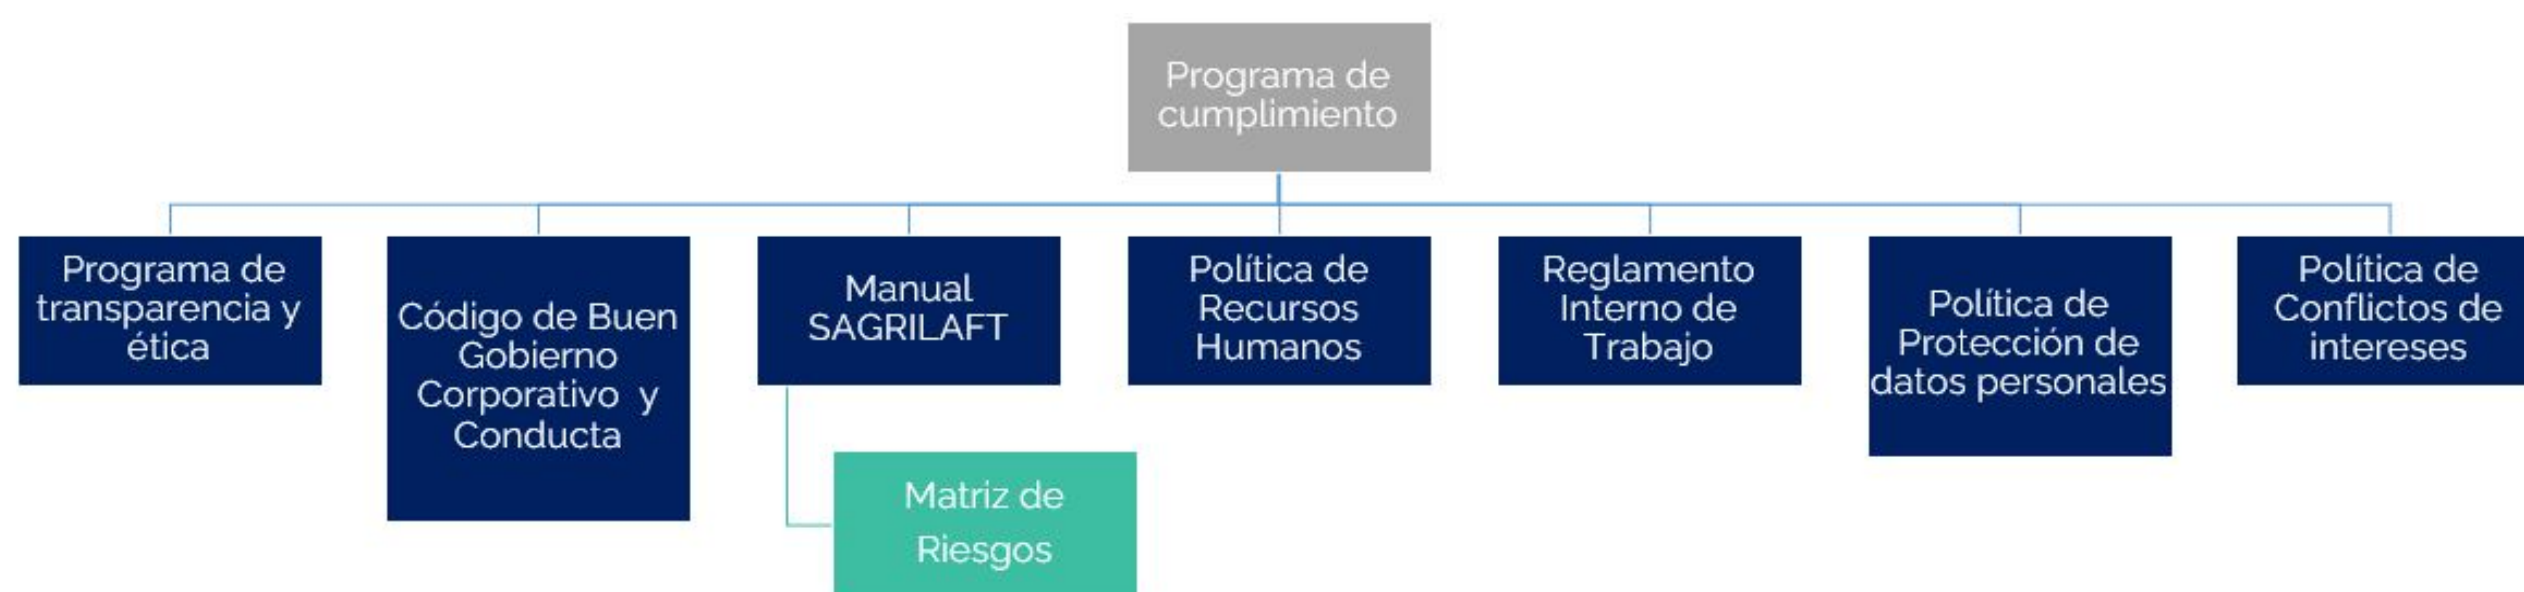 Programa de
cumplimiento
Programa de
transparencia y
ética
Código de Buen
Gobierno
Corporativo y
Conducta
Manual
SAGRILAFT
Política de
Recursos
Humanos
Reglamento
Interno de
Trabajo
Política de
Protección de
datos personales
Política de
Conflictos de
intereses
Matriz de
Riesgos